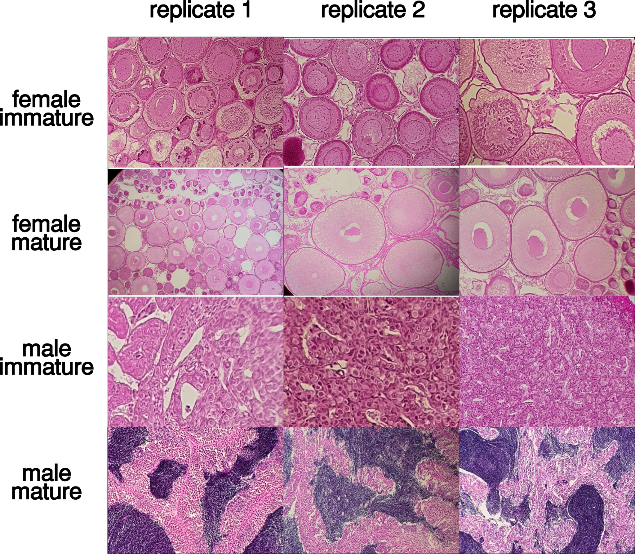 replicate 1 replicate 2 replicate 3
female
immature
female
mature
male
immature
male
mature